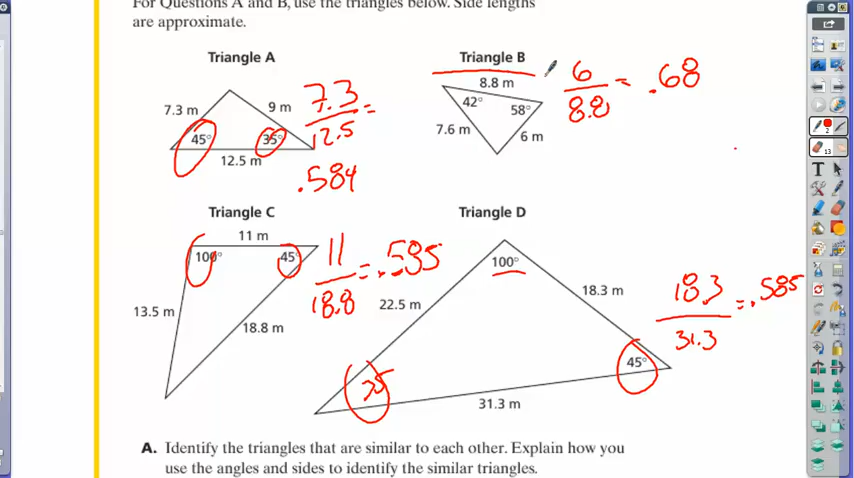 For Questions A and B, use the triangles below. Side lengths
are approximate.
Triangle A
7.3 m
9 m
45°
35°
12.5 m
7.3
12.5
=
.584
Triangle B
8.8 m
42°
58°
7.6 m
6 m
6
8.8
= .68
Triangle C
11 m
100°
45°
13.5 m
18.8 m
11
18.8
= .585
Triangle D
100°
22.5 m
18.3 m
35
45°
31.3 m
18.3
31.3
= .585
A. Identify the triangles that are similar to each other. Explain how you
use the angles and sides to identify the similar triangles.